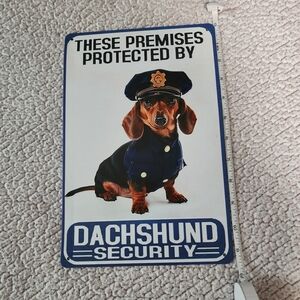 THESE PREMISES
PROTECTED BY
DACHSHUND
SECURITY